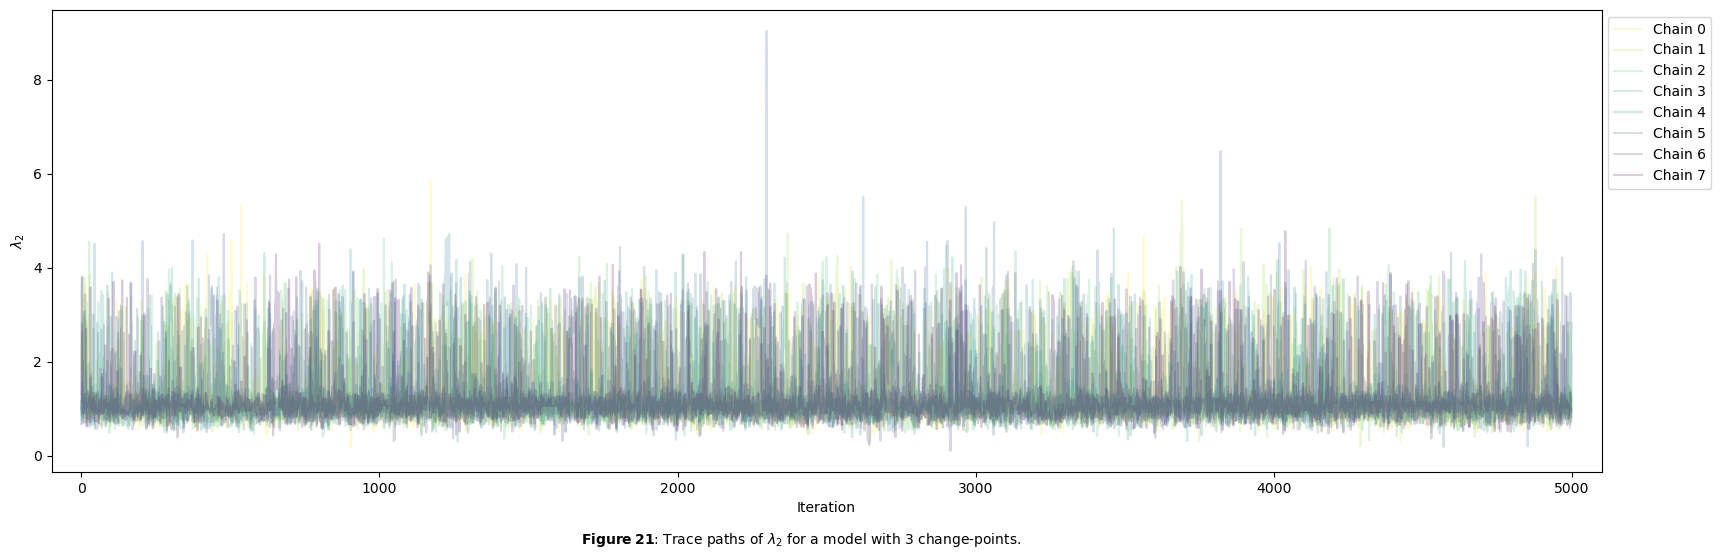 8
6
4
2
0
λ2
0
1000
2000
3000
4000
5000
Iteration
Chain 0
Chain 1
Chain 2
Chain 3
Chain 4
Chain 5
Chain 6
Chain 7
Figure 21: Trace paths of λ2 for a model with 3 change-points.